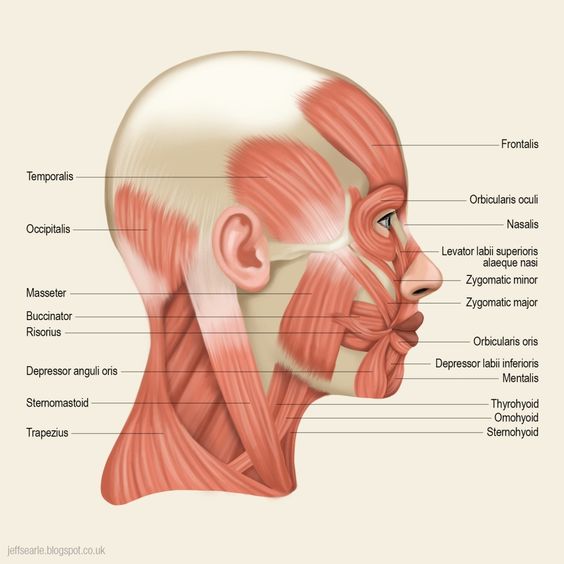 Temporalis
Occipitalis
Masseter
Buccinator
Risorius
Depressor anguli oris
Sternomastoid
Trapezius
Frontalis
Orbicularis oculi
Nasalis
Levator labii superioris
alaeque nasi
Zygomatic minor
Zygomatic major
Orbicularis oris
Depressor labii inferioris
Mentalis
Thyrohyoid
Omohyoid
Sternohyoid
jeffsearle.blogspot.co.uk